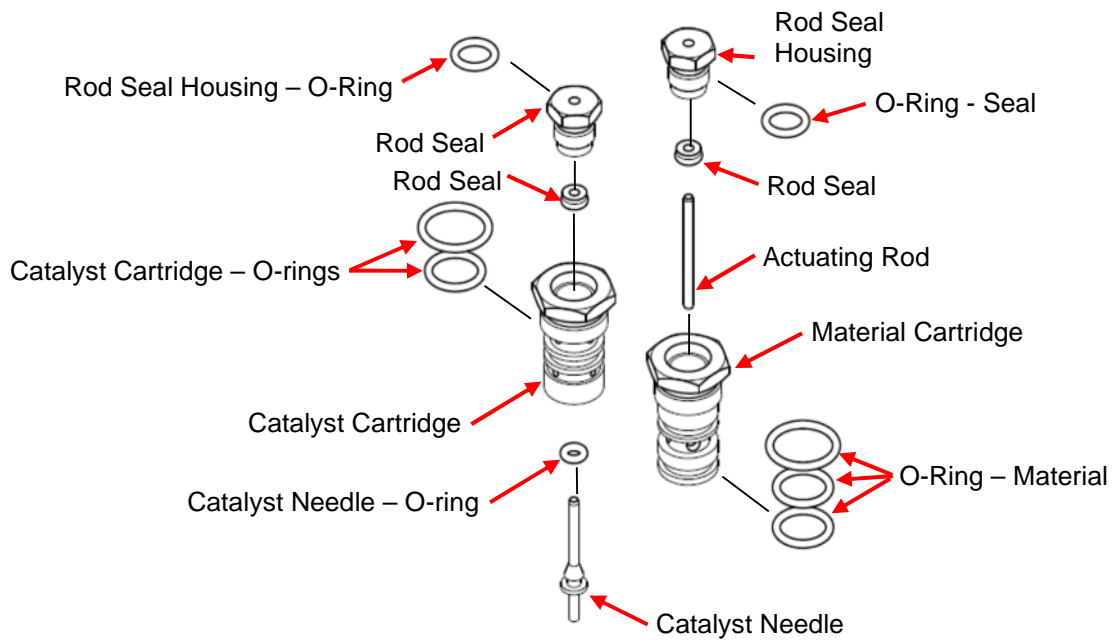 Rod Seal
Housing
Rod Seal Housing – O-Ring
O-Ring - Seal
Rod Seal
Rod Seal
Rod Seal
Catalyst Cartridge – O-rings
Actuating Rod
Material Cartridge
Catalyst Cartridge
O-Ring – Material
Catalyst Needle – O-ring
Catalyst Needle